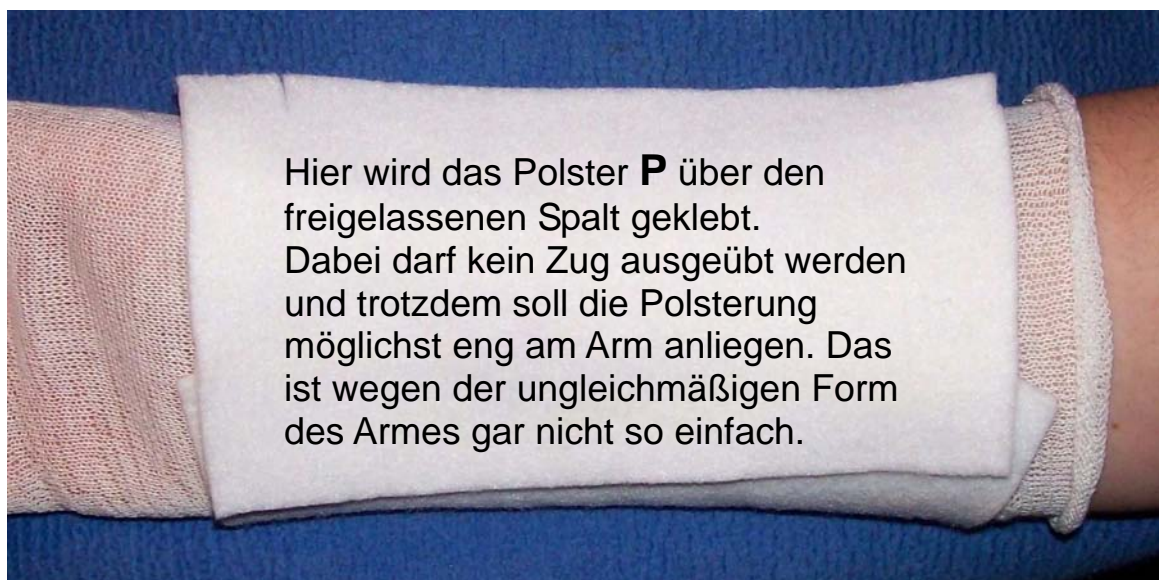 Hier wird das Polster P über den
freigelassenen Spalt geklebt.
Dabei darf kein Zug ausgeübt werden
und trotzdem soll die Polsterung
möglichst eng am Arm anliegen. Das
ist wegen der ungleichmäßigen Form
des Armes gar nicht so einfach.